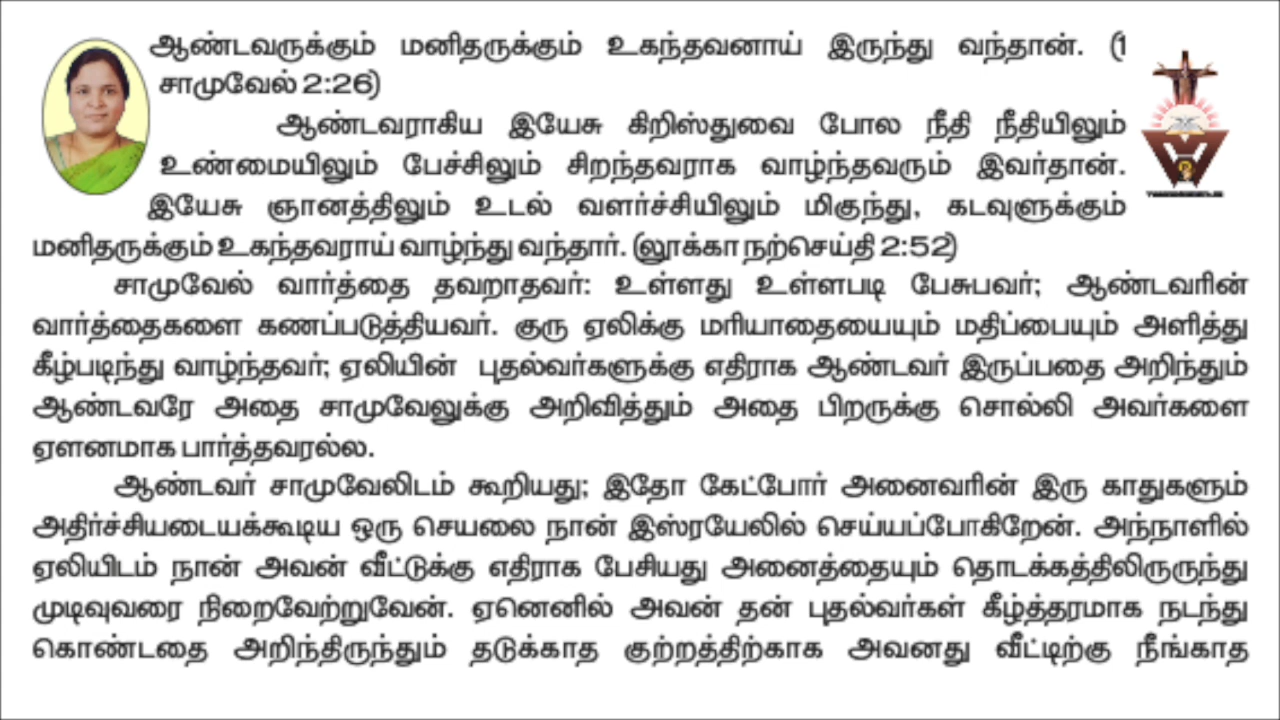 ஆண்டவருக்கும் மனிதருக்கும் உகந்தவனாய் இருந்து வந்தான். (1
சாமுவேல் 2:26)
ஆண்டவராகிய இயேசு கிறிஸ்துவை போல நீதி நீதியிலும்
உண்மையிலும் பேச்சிலும் சிறந்தவராக வாழ்ந்தவரும் இவர்தான்.
இயேசு ஞானத்திலும் உடல் வளர்ச்சியிலும் மிகுந்து, கடவுளுக்கும்
மனிதருக்கும் உகந்தவராய் வாழ்ந்து வந்தார். (லூக்கா நற்செய்தி 2:52)
சாமுவேல் வார்த்தை தவறாதவர்: உள்ளது உள்ளபடி பேசுபவர்; ஆண்டவரின்
வார்த்தைகளை கணப்படுத்தியவர். குரு ஏலிக்கு மரியாதையையும் மதிப்பையும் அளித்து
கீழ்படிந்து வாழ்ந்தவர்; ஏலியின் புதல்வர்களுக்கு எதிராக ஆண்டவர் இருப்பதை அறிந்தும்
ஆண்டவரே அதை சாமுவேலுக்கு அறிவித்தும் அதை பிறருக்கு சொல்லி அவர்களை
ஏளனமாக பார்த்தவரல்ல.
ஆண்டவர் சாமுவேலிடம் கூறியது; இதோ கேட்போர் அனைவரின் இரு காதுகளும்
அதிர்ச்சியடையக்கூடிய ஒரு செயலை நான் இஸ்ரயேலில் செய்யப்போகிறேன். அந்நாளில்
ஏலியிடம் நான் அவன் வீட்டுக்கு எதிராக பேசியது அனைத்தையும் தொடக்கத்திலிருருந்து
முடிவுவரை நிறைவேற்றுவேன். ஏனெனில் அவன் தன் புதல்வர்கள் கீழ்த்தரமாக நடந்து
கொண்டதை அறிந்திருந்தும் தடுக்காத குற்றத்திற்காக அவனது வீட்டிற்கு நீங்காத